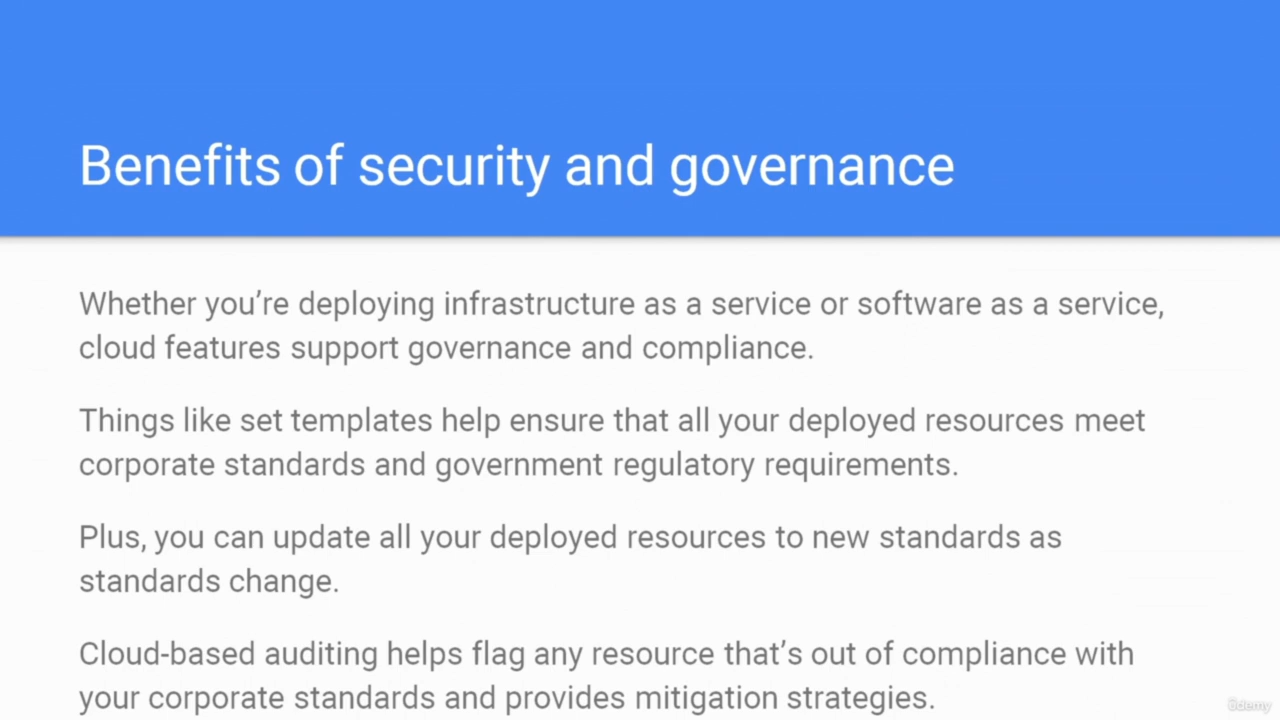 Benefits of security and governance
Whether you’re deploying infrastructure as a service or software as a service,
cloud features support governance and compliance.
Things like set templates help ensure that all your deployed resources meet
corporate standards and government regulatory requirements.
Plus, you can update all your deployed resources to new standards as
standards change.
Cloud-based auditing helps flag any resource that’s out of compliance with
your corporate standards and provides mitigation strategies.
ûdemy